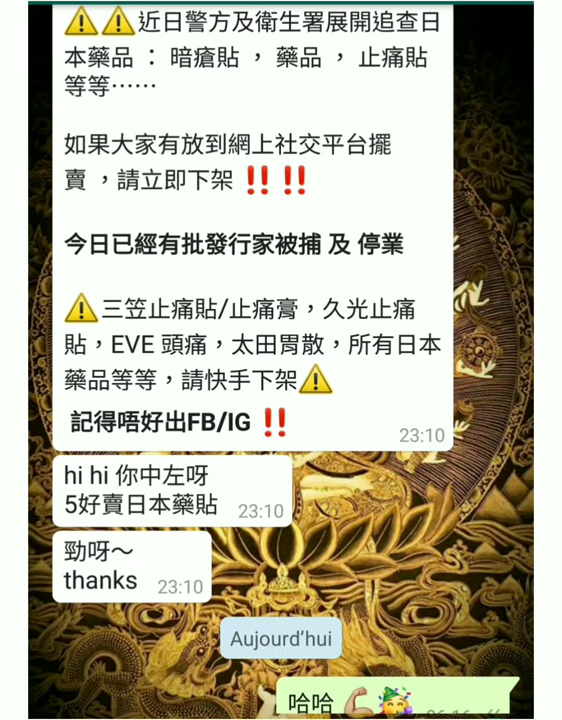 ⚠️⚠️近日警方及衛生署展開追查日
本藥品 ： 暗瘡貼 ， 藥品 ， 止痛貼
等等……
如果大家有放到網上社交平台擺
賣 ，請立即下架 ‼️ ‼️
今日已經有批發行家被捕 及 停業
⚠️三笠止痛貼/止痛膏，久光止痛
貼，EVE 頭痛，太田胃散，所有日本
藥品等等，請快手下架⚠️
記得唔好出FB/IG ‼️
23:10
hi hi 你中左呀
5好賣日本藥貼 23:10
勁呀～
thanks 23:10
Aujourd’hui
哈哈 💪🥳